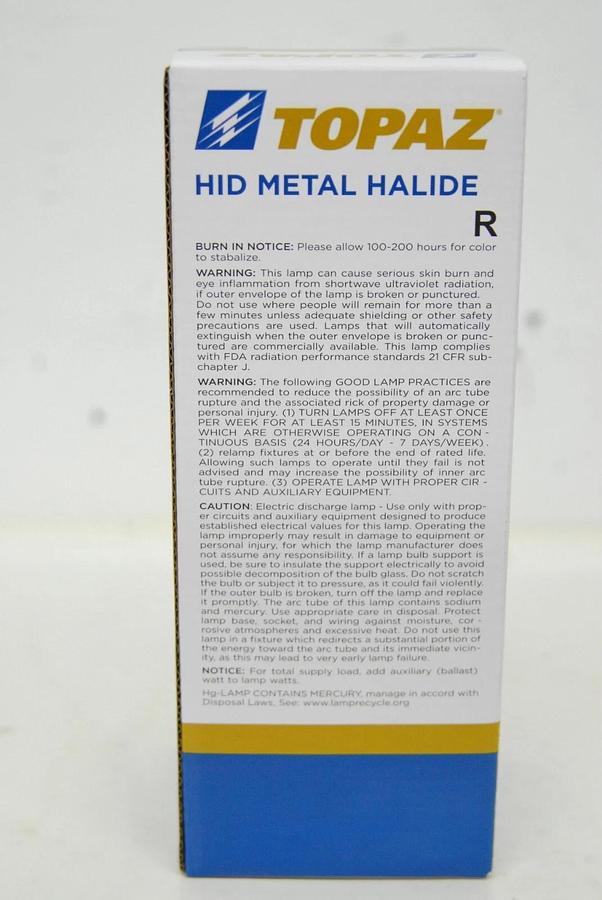 TOPAZ®
HID METAL HALIDE
R
BURN IN NOTICE: Please allow 100-200 hours for color
to stabalize.
WARNING: This lamp can cause serious skin burn and
eye inflammation from shortwave ultraviolet radiation,
if outer envelope of the lamp is broken or punctured.
Do not use where people will remain for more than a
few minutes unless adequate shielding or other safety
precautions are used. Lamps that will automatically
extinguish when the outer envelope is broken or punc-
tured are commercially available. This lamp complies
with FDA radiation performance standards 21 CFR sub-
chapter J.
WARNING: The following GOOD LAMP PRACTICES are
recommended to reduce the possibility of an arc tube
rupture and the associated risk of property damage or
personal injury. (1) TURN LAMPS OFF AT LEAST ONCE
PER WEEK FOR AT LEAST 15 MINUTES, IN SYSTEMS
WHICH ARE OTHERWISE OPERATING ON A CON -
TINUOUS BASIS (24 HOURS/DAY - 7 DAYS/WEEK) .
(2) relamp fixtures at or before the end of rated life.
Allowing such lamps to operate until they fail is not
advised and may increase the possibility of inner arc
tube rupture. (3) OPERATE LAMP WITH PROPER CIR -
CUITS AND AUXILIARY EQUIPMENT.
CAUTION: Electric discharge lamp - Use only with prop-
er circuits and auxiliary equipment designed to produce
established electrical values for this lamp. Operating the
lamp improperly may result in damage to equipment or
personal injury, for which the lamp manufacturer does
not assume any responsibility. If a lamp bulb support is
used, be sure to insulate the support electrically to avoid
possible decomposition of the bulb glass. Do not scratch
the bulb or subject it to pressure, as it could fail violently.
If the outer bulb is broken, turn off the lamp and replace
it promptly. The arc tube of this lamp contains sodium
and mercury. Use appropriate care in disposal. Protect
lamp base, socket, and wiring against moisture, cor -
rosive atmospheres and excessive heat. Do not use this
lamp in a fixture which redirects a substantial portion of
the energy toward the arc tube and its immediate vicin-
ity, as this may lead to very early lamp failure.
NOTICE: For total supply load, add auxiliary (ballast)
watt to lamp watts.
Hg-LAMP CONTAINS MERCURY, manage in accord with
Disposal Laws, See: www.lamprecycle.org